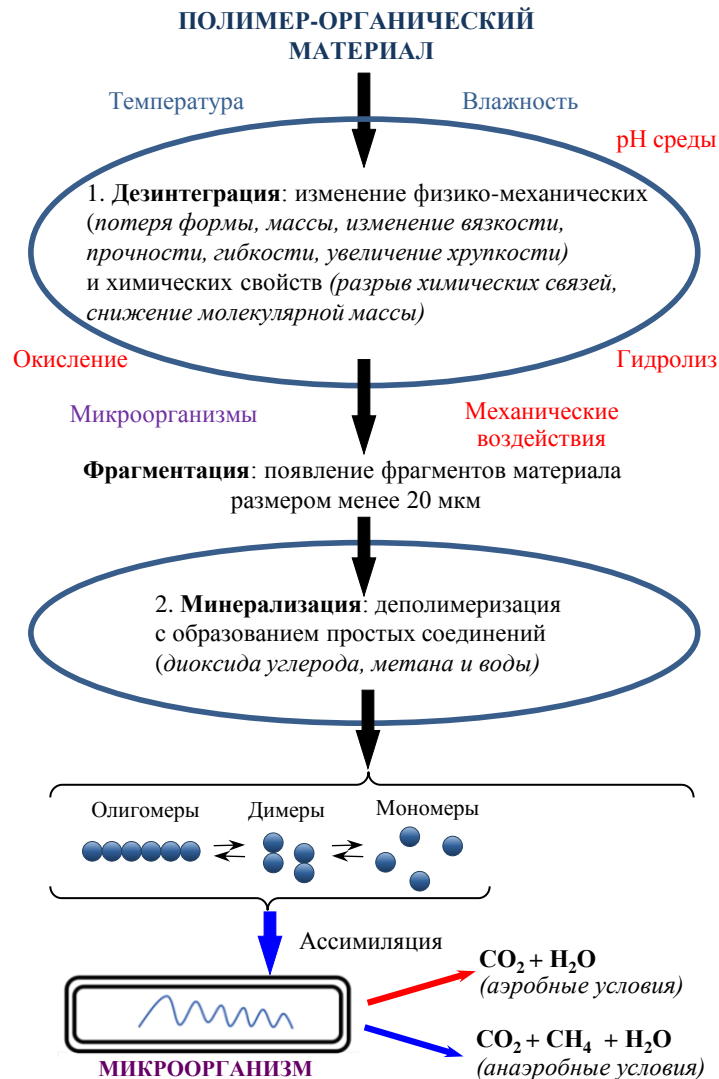 ПОЛИМЕР-ОРГАНИЧЕСКИЙ
МАТЕРИАЛ
Температура
Влажность
pH среды
1. Дезинтеграция: изменение физико-механических
(потеря формы, массы, изменение вязкости,
прочности, гибкости, увеличение хрупкости)
и химических свойств (разрыв химических связей,
снижение молекулярной массы)
Окисление
Гидролиз
Микроорганизмы
Механические
воздействия
Фрагментация: появление фрагментов материала
размером менее 20 мкм
2. Минерализация: деполимеризация
с образованием простых соединений
(диоксида углерода, метана и воды)
Олигомеры
Димеры
Мономеры
Ассимиляция
CO₂ + H₂O
(аэробные условия)
CO₂ + CH₄ + H₂O
(анаэробные условия)
МИКРООРГАНИЗМ